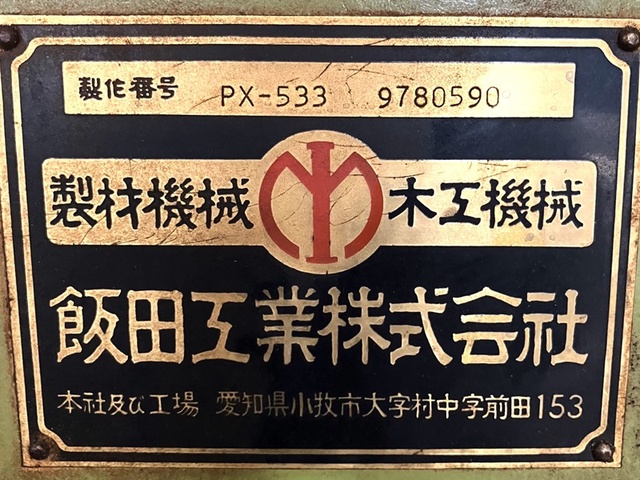 製作番号 PX-533 9780590
製材機械 木工機械
飯田工業株式会社
本社及び工場 愛知県小牧市大字村中字前田153